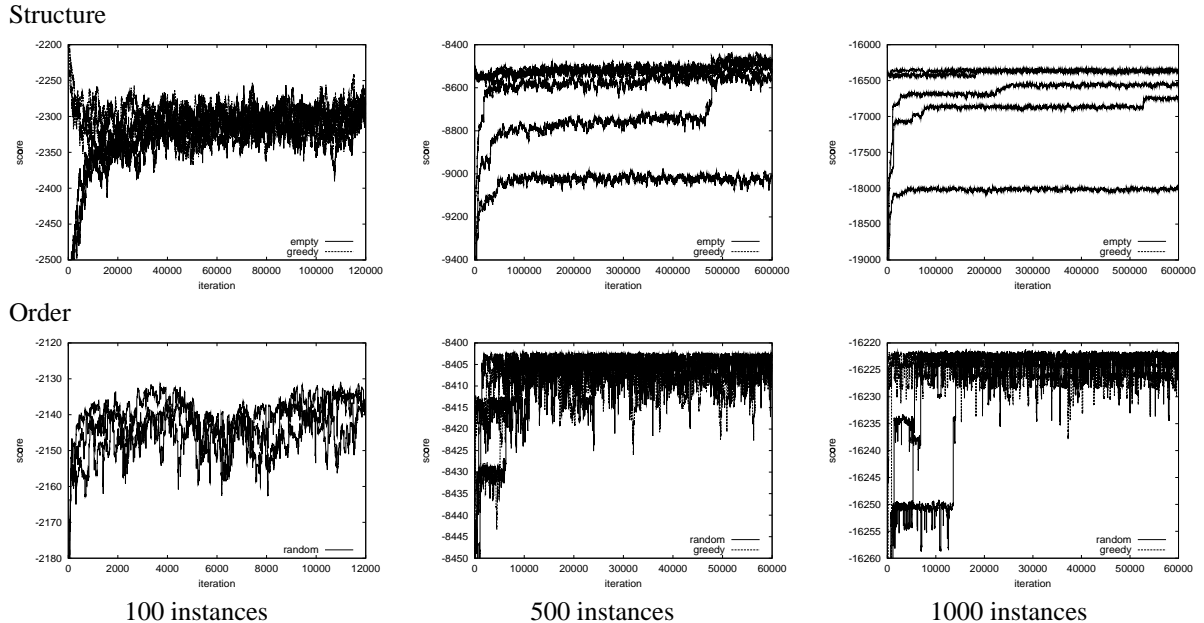 Structure
-2200
-2250
-2300
-2350
-2400
-2450
-2500
score
0 20000 40000 60000 80000 100000 120000
iteration
empty
greedy
-8400
-8600
-8800
-9000
-9200
-9400
score
0 100000 200000 300000 400000 500000 600000
iteration
empty
greedy
-16000
-16500
-17000
-17500
-18000
-18500
-19000
score
0 100000 200000 300000 400000 500000 600000
iteration
empty
greedy
Order
-2120
-2130
-2140
-2150
-2160
-2170
-2180
score
0 2000 4000 6000 8000 10000 12000
iteration
random
-8400
-8405
-8410
-8415
-8420
-8425
-8430
-8435
-8440
-8445
-8450
score
0 10000 20000 30000 40000 50000 60000
iteration
random
greedy
-16220
-16225
-16230
-16235
-16240
-16245
-16250
-16255
-16260
score
0 10000 20000 30000 40000 50000 60000
iteration
random
greedy
100 instances
500 instances
1000 instances